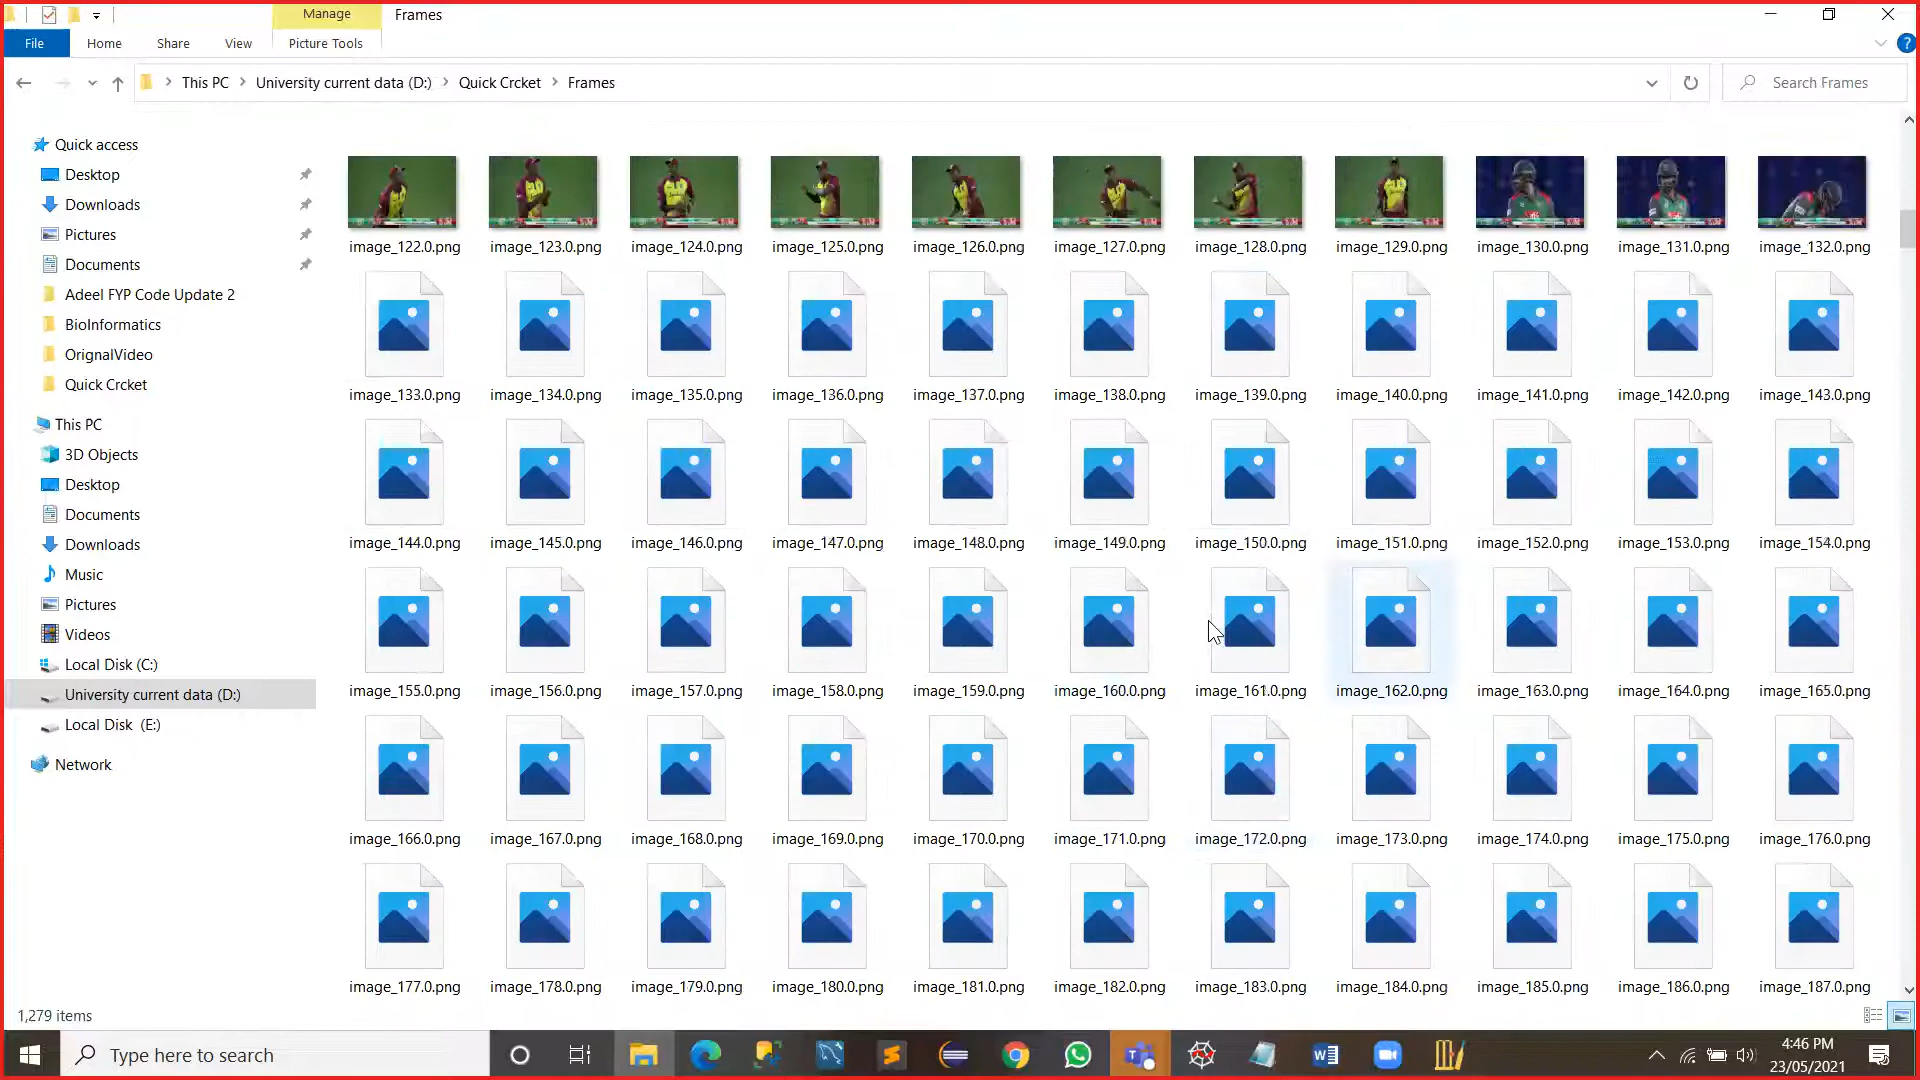 Manage
Frames
File
Home
Share
View
Picture Tools
?
This PC
University current data (D:)
Quick Crcket
Frames
Search Frames
Quick access
Desktop
Downloads
Pictures
Documents
Adeel FYP Code Update 2
BioInformatics
OrignalVideo
Quick Crcket
This PC
3D Objects
Desktop
Documents
Downloads
Music
Pictures
Videos
Local Disk (C:)
University current data (D:)
Local Disk (E:)
Network
image_122.0.png image_123.0.png image_124.0.png image_125.0.png image_126.0.png image_127.0.png image_128.0.png image_129.0.png image_130.0.png image_131.0.png image_132.0.png
image_133.0.png image_134.0.png image_135.0.png image_136.0.png image_137.0.png image_138.0.png image_139.0.png image_140.0.png image_141.0.png image_142.0.png image_143.0.png
image_144.0.png image_145.0.png image_146.0.png image_147.0.png image_148.0.png image_149.0.png image_150.0.png image_151.0.png image_152.0.png image_153.0.png image_154.0.png
image_155.0.png image_156.0.png image_157.0.png image_158.0.png image_159.0.png image_160.0.png image_161.0.png image_162.0.png image_163.0.png image_164.0.png image_165.0.png
image_166.0.png image_167.0.png image_168.0.png image_169.0.png image_170.0.png image_171.0.png image_172.0.png image_173.0.png image_174.0.png image_175.0.png image_176.0.png
image_177.0.png image_178.0.png image_179.0.png image_180.0.png image_181.0.png image_182.0.png image_183.0.png image_184.0.png image_185.0.png image_186.0.png image_187.0.png
1,279 items
Type here to search
4:46 PM
23/05/2021